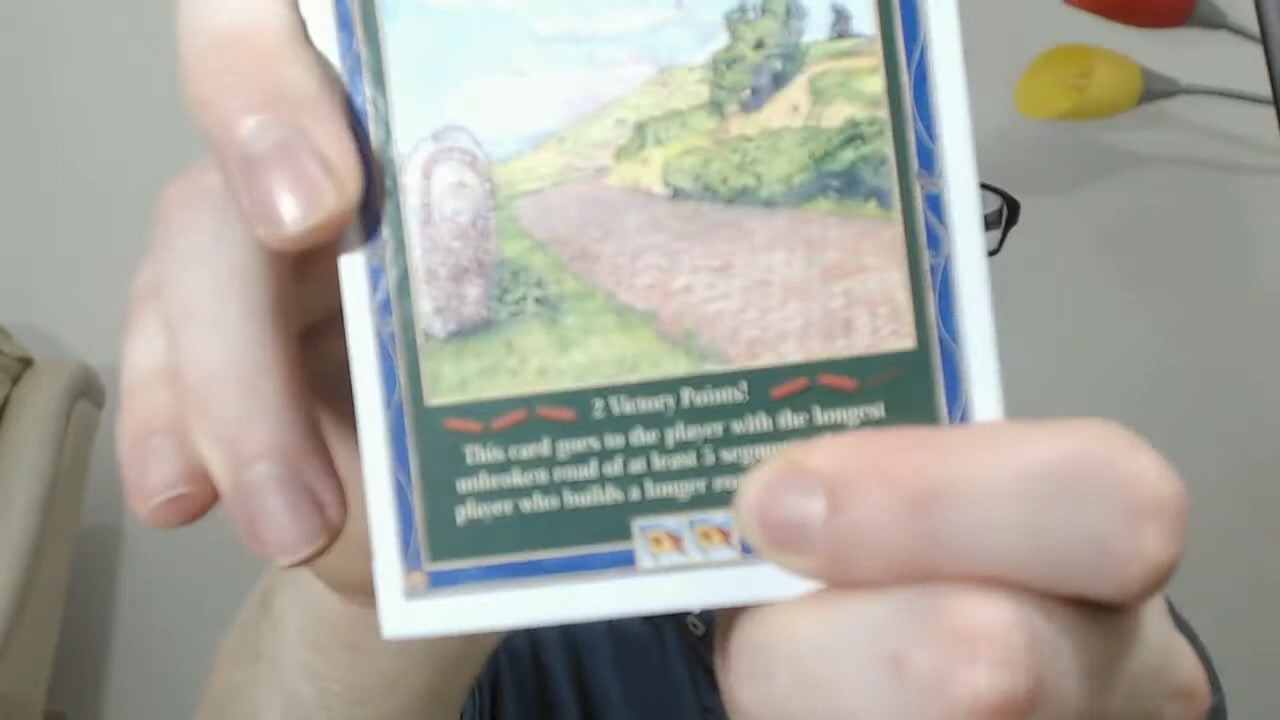 2 Victory Points!
This card goes to the player with the longest
unbroken road of at least 5
player who builds a longer